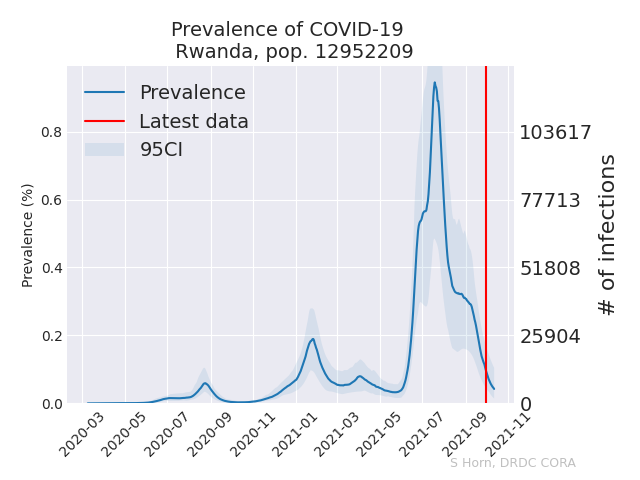 Prevalence of COVID-19
Rwanda, pop. 12952209
Prevalence
Latest data
95CI
Prevalence (%)
0.8
0.6
0.4
0.2
0.0
103617
77713
51808
25904
0
# of infections
2020-03
2020-05
2020-07
2020-09
2020-11
2021-01
2021-03
2021-05
2021-07
2021-09
2021-11
S Horn, DRDC CORA